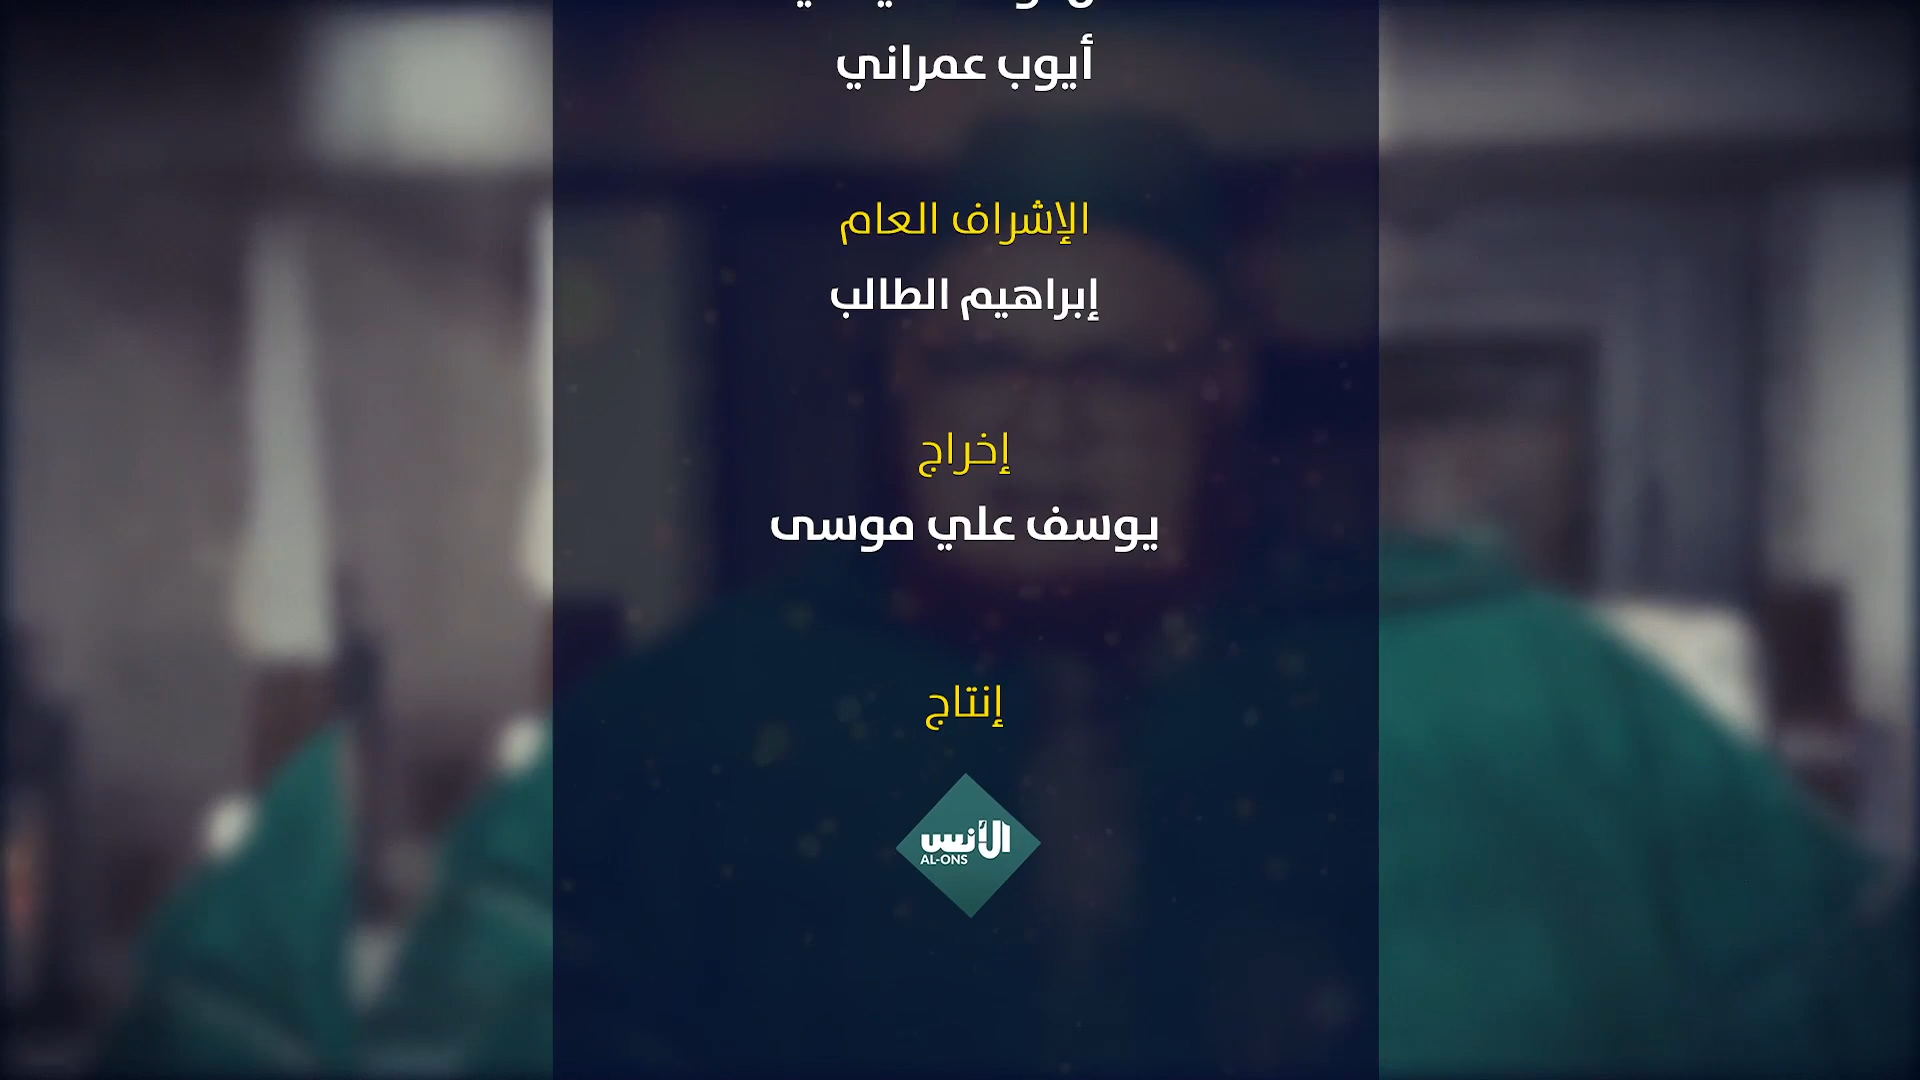 أيوب عمراني
الإشراف العام
إبراهيم الطالب
إخراج
يوسف علي موسى
إنتاج
الأنس
AL-ONS